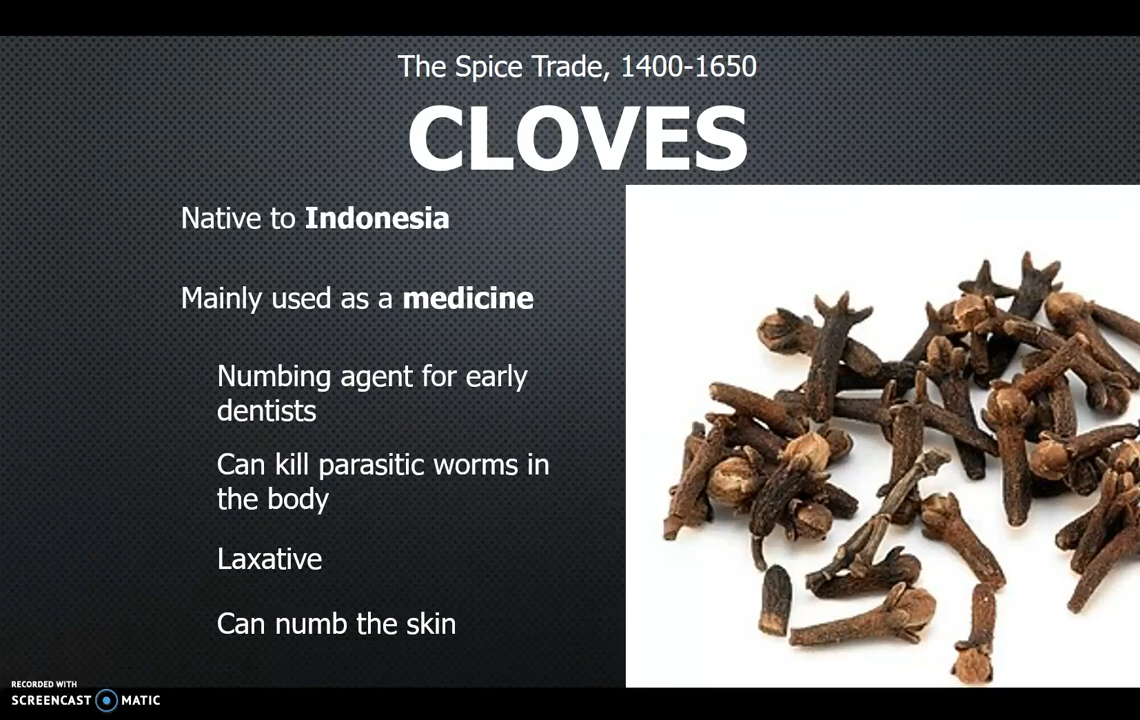 The Spice Trade, 1400-1650
CLOVES
Native to Indonesia
Mainly used as a medicine
Numbing agent for early
dentists
Can kill parasitic worms in
the body
Laxative
Can numb the skin
RECORDED WITH
SCREENCAST MATIC